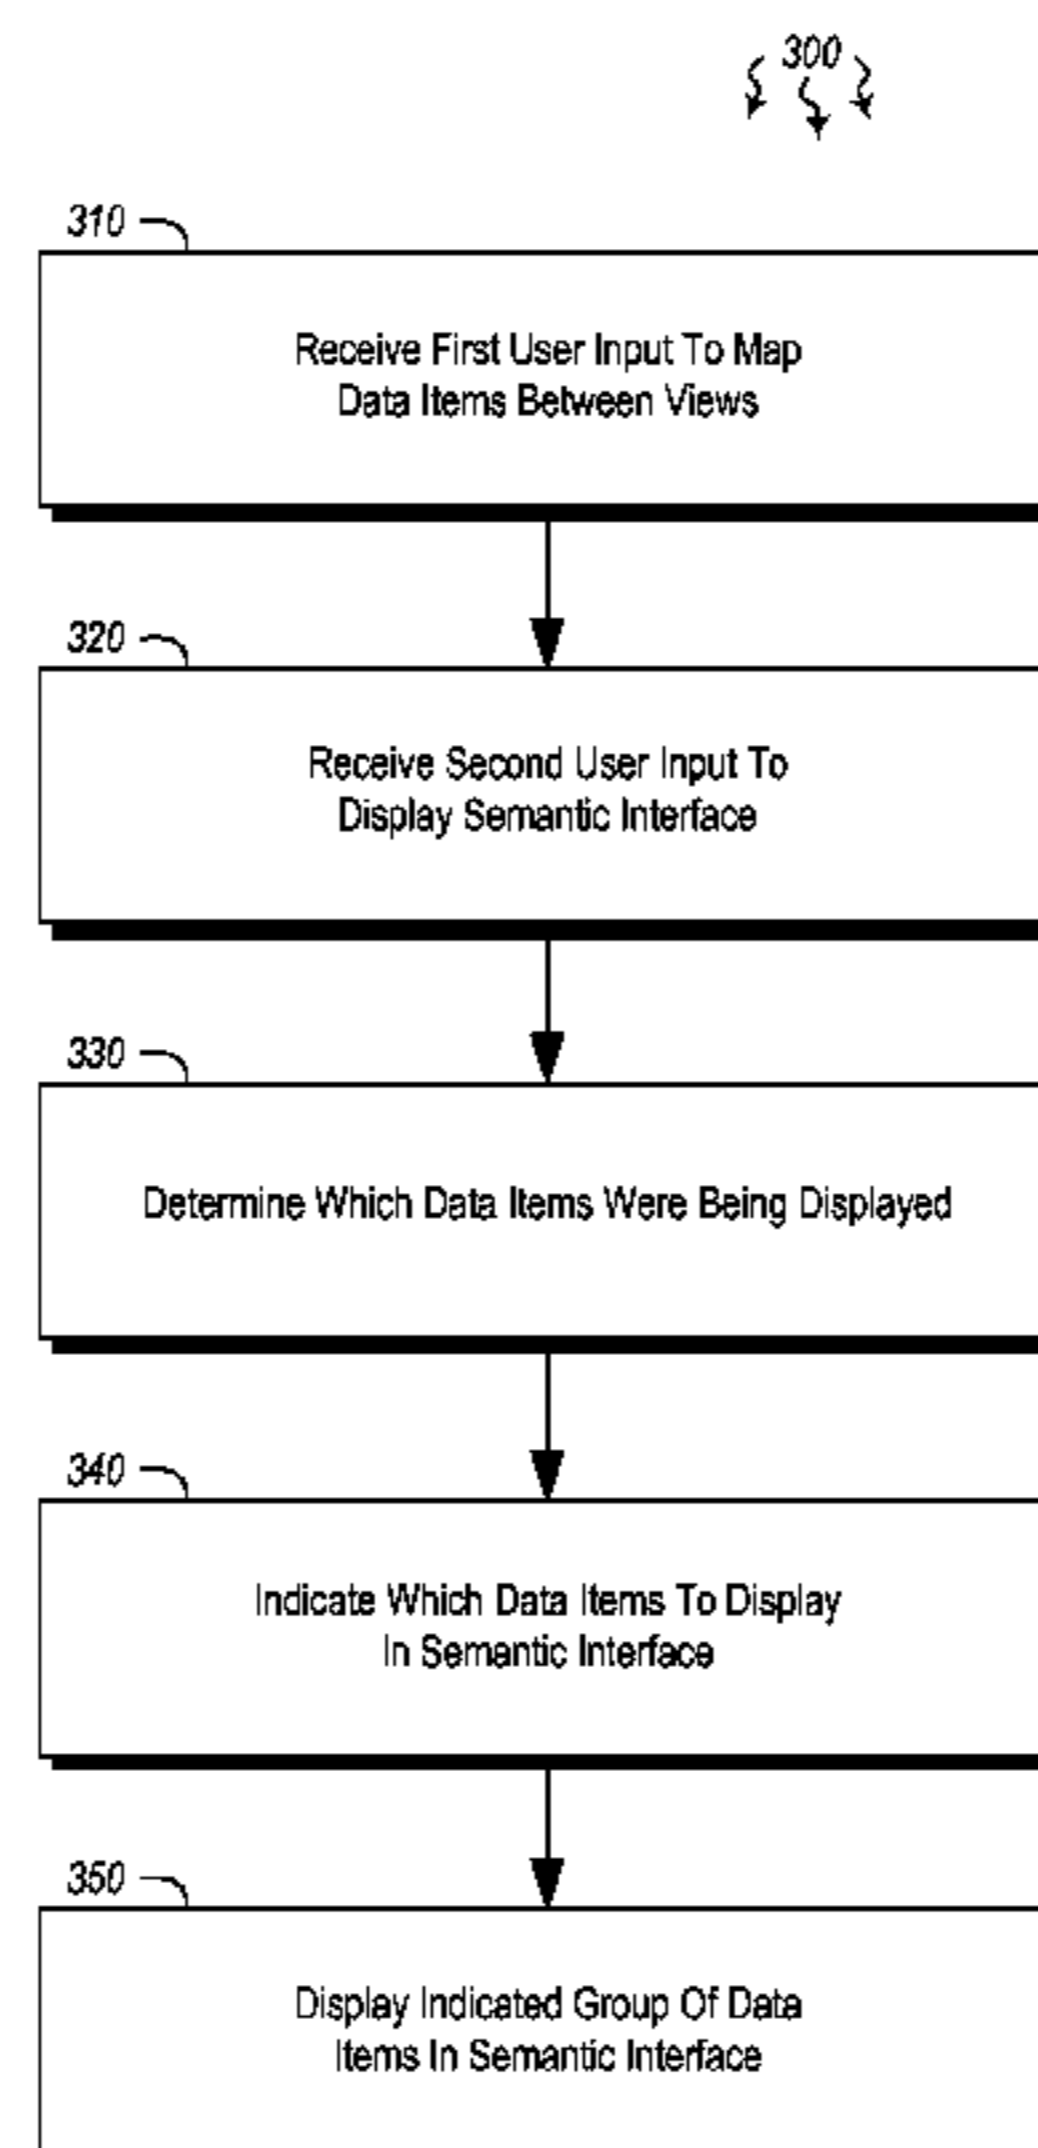 300
310
Receive First User Input To Map
Data Items Between Views
320
Receive Second User Input To
Display Semantic Interface
330
Determine Which Data Items Were Being Displayed
340
Indicate Which Data Items To Display
In Semantic Interface
350
Display Indicated Group Of Data
Items In Semantic Interface